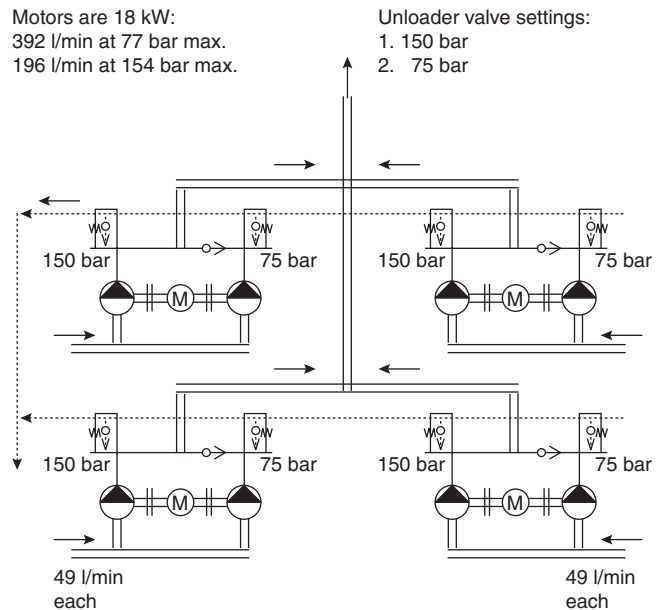 Motors are 18 kW:
392 l/min at 77 bar max.
196 l/min at 154 bar max.
Unloader valve settings:
1. 150 bar
2. 75 bar
150 bar
75 bar
150 bar
75 bar
M
M
150 bar
75 bar
150 bar
75 bar
M
M
49 l/min
each
49 l/min
each